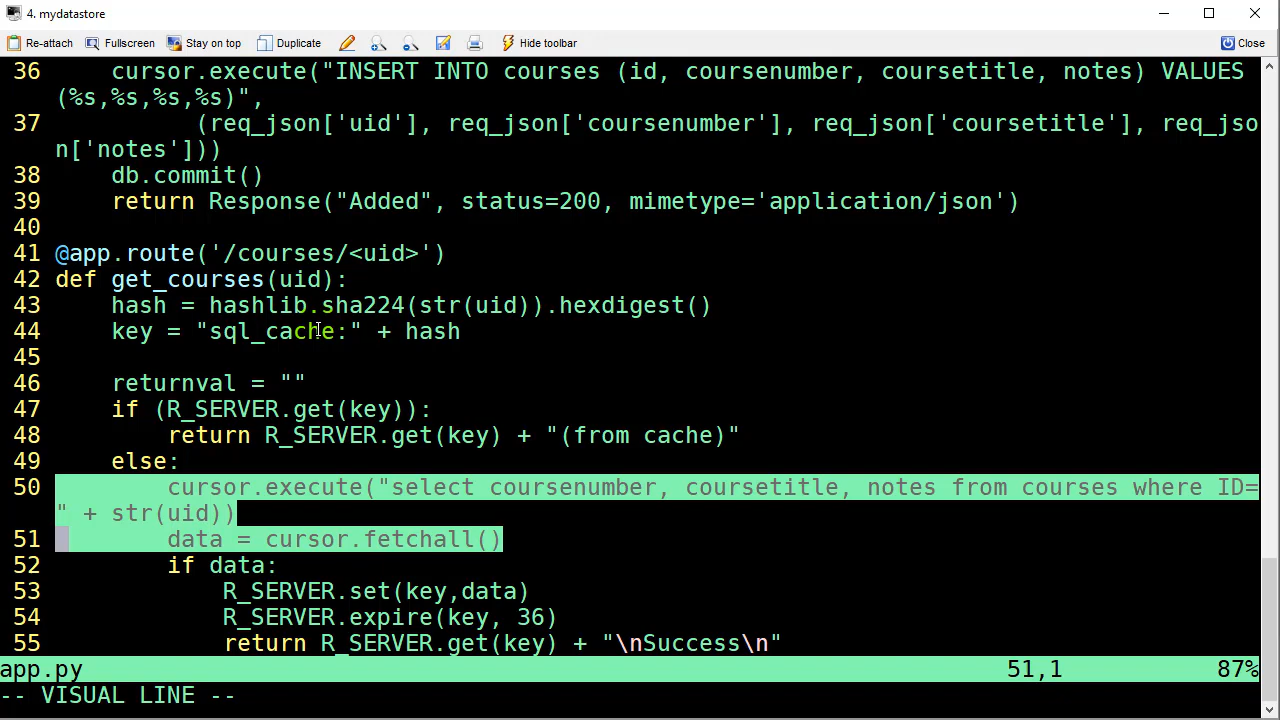 4. mydatastore
Re-attach Fullscreen Stay on top Duplicate Hide toolbar Close
36     cursor.execute("INSERT INTO courses (id, coursenumber, coursetitle, notes) VALUES
(%s,%s,%s,%s)",
37           (req_json['uid'], req_json['coursenumber'], req_json['coursetitle'], req_jso
n['notes']))
38     db.commit()
39     return Response("Added", status=200, mimetype='application/json')
40
41 @app.route('/courses/<uid>')
42 def get_courses(uid):
43     hash = hashlib.sha224(str(uid)).hexdigest()
44     key = "sql_cache:" + hash
45
46     returnval = ""
47     if (R_SERVER.get(key)):
48         return R_SERVER.get(key) + "(from cache)"
49     else:
50         cursor.execute("select coursenumber, coursetitle, notes from courses where ID=
" + str(uid))
51         data = cursor.fetchall()
52         if data:
53             R_SERVER.set(key,data)
54             R_SERVER.expire(key, 36)
55             return R_SERVER.get(key) + "\nSuccess\n"
app.py 51,1 87%
-- VISUAL LINE --